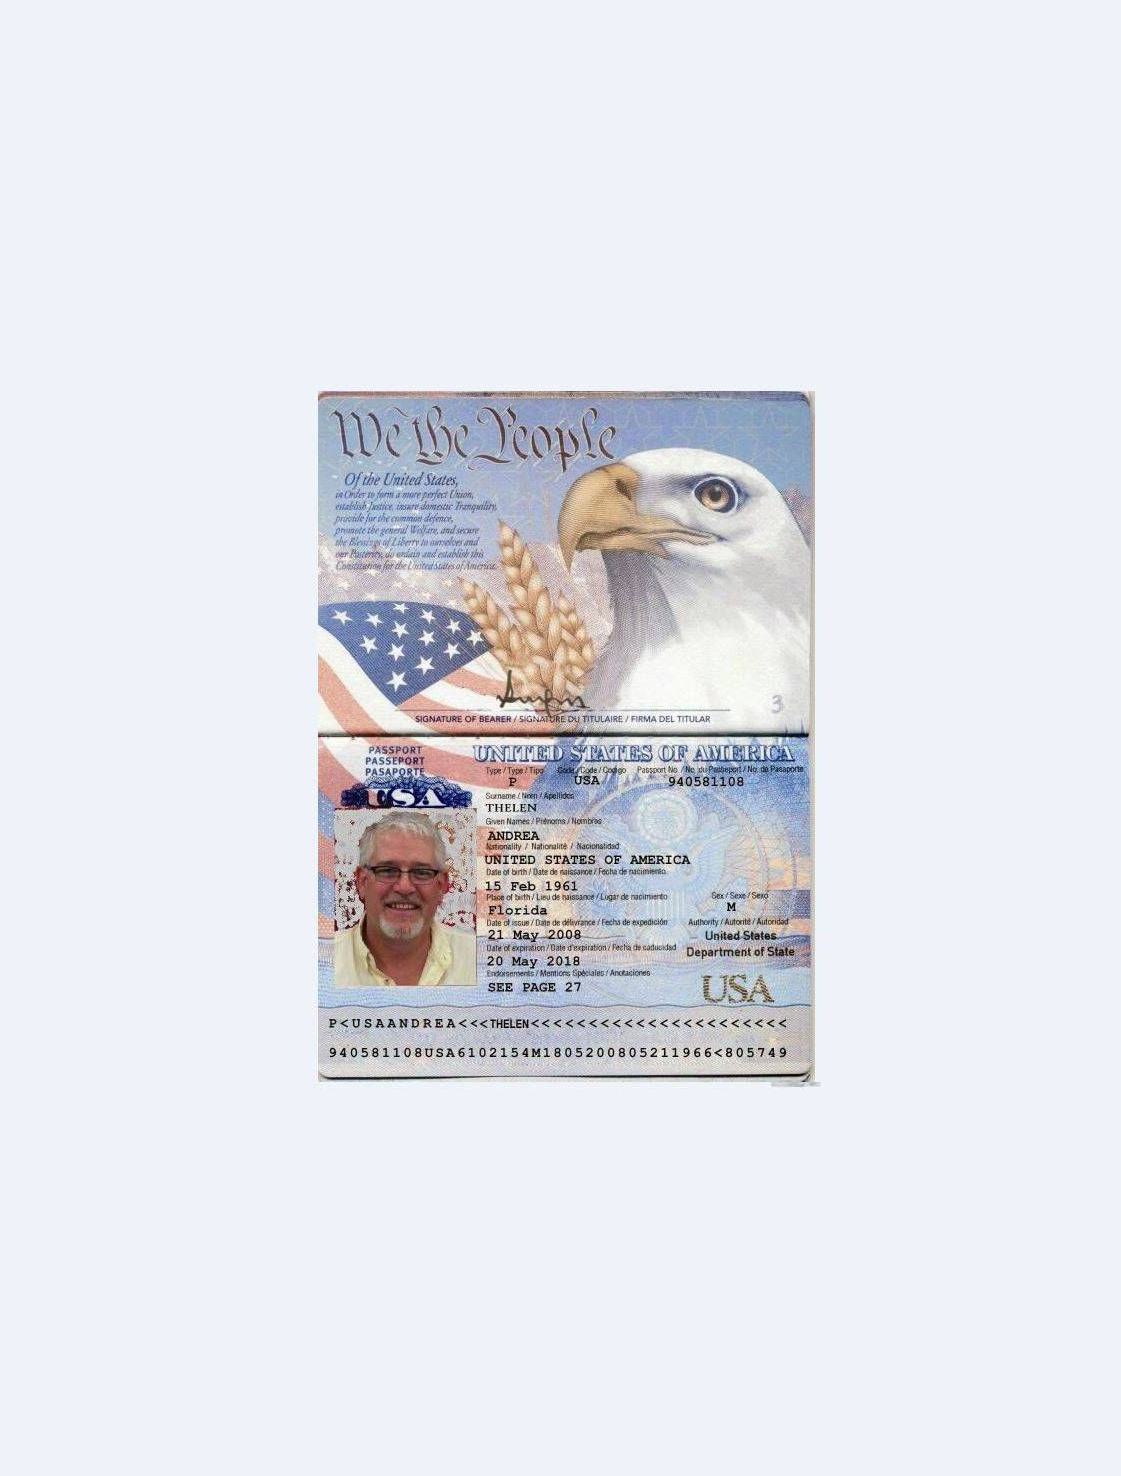 We the People
Of the United States,
in Order to form a more perfect Union,
establish Justice, insure domestic Tranquility,
provide for the common defence,
promote the general Welfare, and secure
the Blessings of Liberty to ourselves and
our Posterity, do ordain and establish this
Constitution for the United States of America.
3
SIGNATURE OF BEARER / SIGNATURE DU TITULAIRE / FIRMA DEL TITULAR
PASSPORT
PASSEPORT
PASAPORTE
USA
UNITED STATES OF AMERICA
Type / Type / Tipo Code / Code / Codigo Passport No. / No. du Passeport / No. de Pasaporte
P USA 940581108
Surname / Nom / Apellidos
THELEN
Given Names / Prénoms / Nombres
ANDREA
Nationality / Nationalité / Nacionalidad
UNITED STATES OF AMERICA
Date of birth / Date de naissance / Fecha de nacimiento
15 Feb 1961
Place of birth / Lieu de naissance / Lugar de nacimiento Sex / Sexe / Sexo
Florida M
Date of issue / Date de délivrance / Fecha de expedición Authority / Autorité / Autoridad
21 May 2008 United States
Date of expiration / Date d'expiration / Fecha de caducidad Department of State
20 May 2018
Endorsements / Mentions Spéciales / Anotaciones
SEE PAGE 27
USA
P<USAANDREA<<<THELEN<<<<<<<<<<<<<<<<<<<<<<
940581108USA6102154M1805200805211966<805749